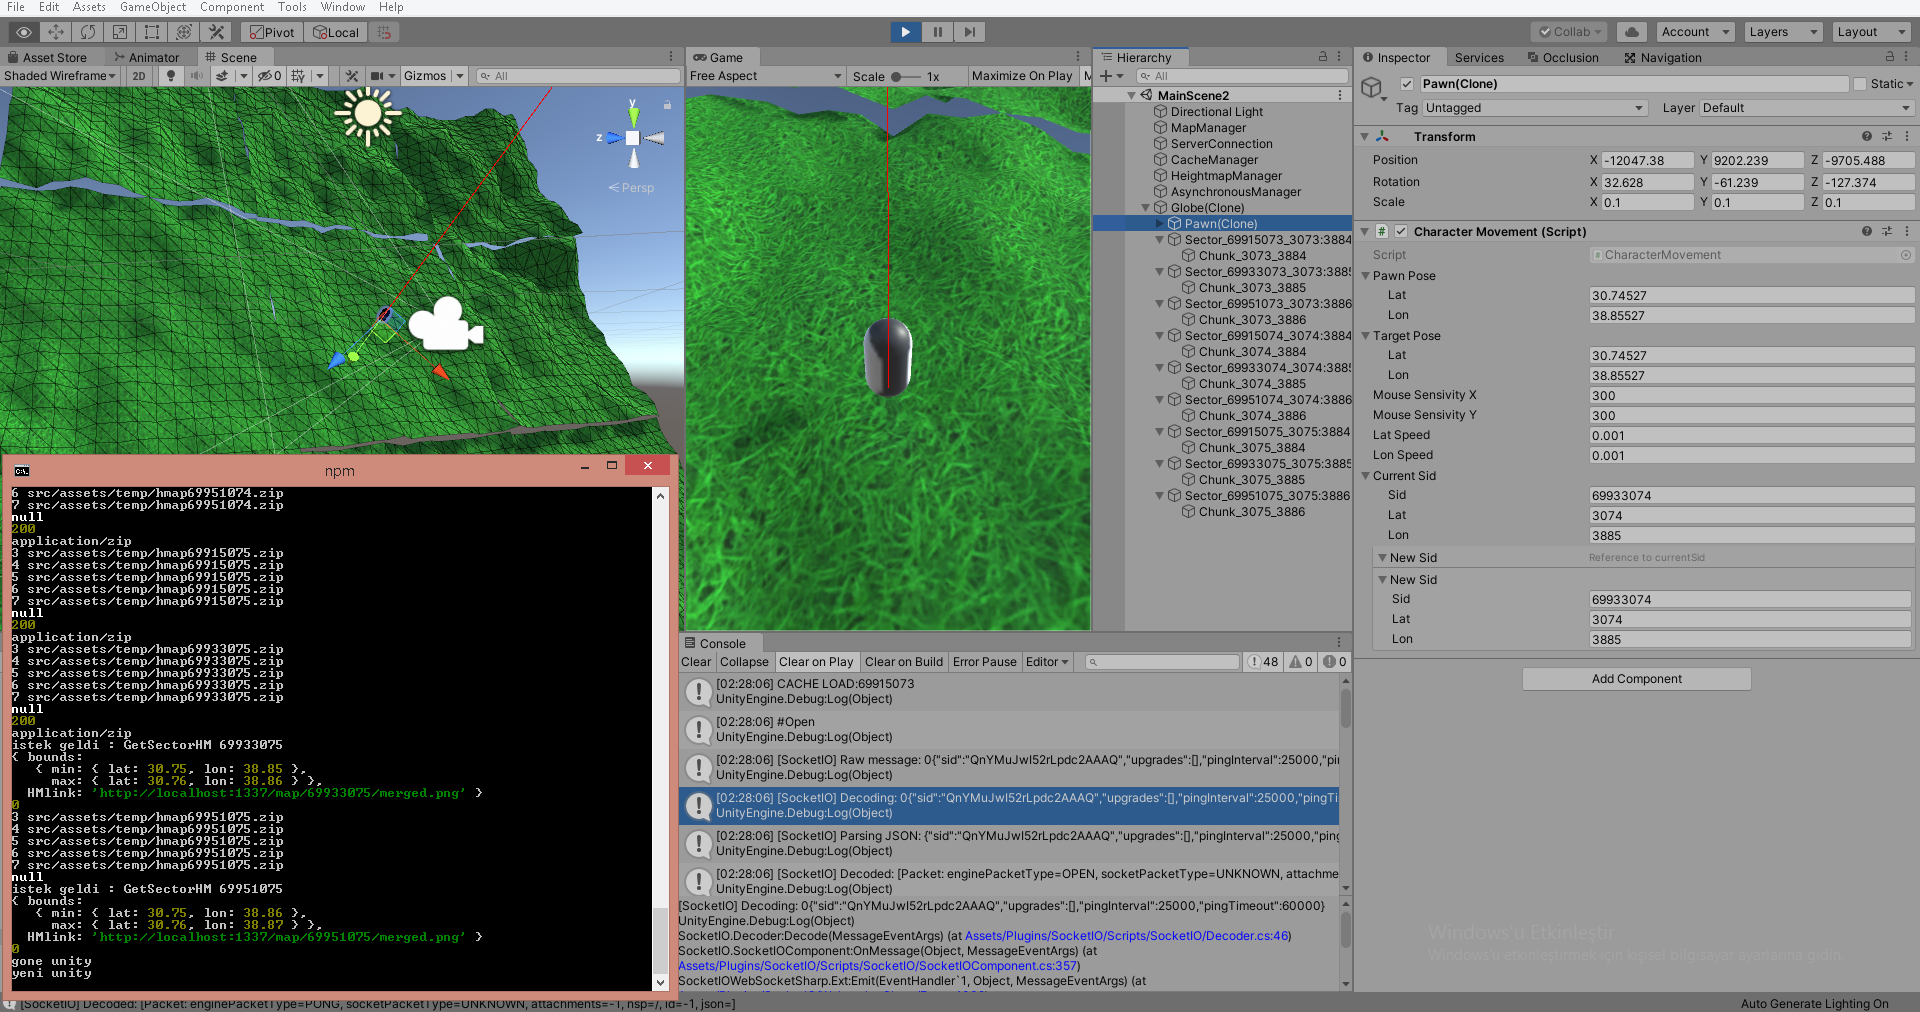 File Edit Assets GameObject Component Tools Window Help
Pivot Local Collab Account Layers Layout
Asset Store Animator Scene
Shaded Wireframe 2D 0 Gizmos All
Persp
y
z
Game
Free Aspect Scale 1x Maximize On Play M
Hierarchy
All
MainScene2
Directional Light
MapManager
ServerConnection
CacheManager
HeightmapManager
AsynchronousManager
Globe(Clone)
Pawn(Clone)
Sector_69915073_3073:3884
Chunk_3073_3884
Sector_69933073_3073:3885
Chunk_3073_3885
Sector_69951073_3073:3886
Chunk_3073_3886
Sector_69915074_3074:3884
Chunk_3074_3884
Sector_69933074_3074:3885
Chunk_3074_3885
Sector_69951074_3074:3886
Chunk_3074_3886
Sector_69915075_3075:3884
Chunk_3075_3884
Sector_69933075_3075:3885
Chunk_3075_3885
Sector_69951075_3075:3886
Chunk_3075_3886
Inspector Services Occlusion Navigation
Pawn(Clone) Static
Tag Untagged Layer Default
Transform
Position X -12047.38 Y 9202.239 Z -9705.488
Rotation X 32.628 Y -61.239 Z -127.374
Scale X 0.1 Y 0.1 Z 0.1
Character Movement (Script)
Script CharacterMovement
Pawn Pose
Lat 30.74527
Lon 38.85527
Target Pose
Lat 30.74527
Lon 38.85527
Mouse Sensivity X 300
Mouse Sensivity Y 300
Lat Speed 0.001
Lon Speed 0.001
Current Sid
Sid 69933074
Lat 3074
Lon 3885
New Sid Reference to currentSid
New Sid
Sid 69933074
Lat 3074
Lon 3885
Add Component
npm
6 src/assets/temp/hmap69951074.zip
7 src/assets/temp/hmap69951074.zip
null
200
application/zip
3 src/assets/temp/hmap69915075.zip
4 src/assets/temp/hmap69915075.zip
5 src/assets/temp/hmap69915075.zip
6 src/assets/temp/hmap69915075.zip
7 src/assets/temp/hmap69915075.zip
null
200
application/zip
3 src/assets/temp/hmap69933075.zip
4 src/assets/temp/hmap69933075.zip
5 src/assets/temp/hmap69933075.zip
6 src/assets/temp/hmap69933075.zip
7 src/assets/temp/hmap69933075.zip
null
200
application/zip
istek geldi : GetSectorHM 69933075
{ bounds:
{ min: { lat: 30.75, lon: 38.85 },
max: { lat: 30.76, lon: 38.86 } },
HMlink: 'http://localhost:1337/map/69933075/merged.png' }
0
3 src/assets/temp/hmap69951075.zip
4 src/assets/temp/hmap69951075.zip
5 src/assets/temp/hmap69951075.zip
6 src/assets/temp/hmap69951075.zip
7 src/assets/temp/hmap69951075.zip
null
istek geldi : GetSectorHM 69951075
{ bounds:
{ min: { lat: 30.75, lon: 38.86 },
max: { lat: 30.76, lon: 38.87 } },
HMlink: 'http://localhost:1337/map/69951075/merged.png' }
0
gone unity
yeni unity
Console
Clear Collapse Clear on Play Clear on Build Error Pause Editor 48 0 0
[02:28:06] CACHE LOAD:69915073
UnityEngine.Debug:Log(Object)
[02:28:06] #Open
UnityEngine.Debug:Log(Object)
[02:28:06] [SocketIO] Raw message: 0{"sid":"QnYMuJwI52rLpdc2AAAQ","upgrades":[],"pingInterval":25000,"pi
UnityEngine.Debug:Log(Object)
[02:28:06] [SocketIO] Decoding: 0{"sid":"QnYMuJwI52rLpdc2AAAQ","upgrades":[],"pingInterval":25000,"pingTi
UnityEngine.Debug:Log(Object)
[02:28:06] [SocketIO] Parsing JSON: {"sid":"QnYMuJwI52rLpdc2AAAQ","upgrades":[],"pingInterval":25000,"ping
UnityEngine.Debug:Log(Object)
[02:28:06] [SocketIO] Decoded: [Packet: enginePacketType=OPEN, socketPacketType=UNKNOWN, attachme
UnityEngine.Debug:Log(Object)
[SocketIO] Decoding: 0{"sid":"QnYMuJwI52rLpdc2AAAQ","upgrades":[],"pingInterval":25000,"pingTimeout":60000}
UnityEngine.Debug:Log(Object)
SocketIO.Decoder:Decode(MessageEventArgs) (at Assets/Plugins/SocketIO/Scripts/SocketIO/Decoder.cs:46)
SocketIO.SocketIOComponent:OnMessage(Object, MessageEventArgs) (at
Assets/Plugins/SocketIO/Scripts/SocketIO/SocketIOComponent.cs:357)
SocketIOWebSocketSharp.Ext:Emit(EventHandler`1, Object, MessageEventArgs) (at
Windows'u Etkinleştir
Windows'u etkinleştirmek için kişisel bilgisayar ayarlarına gidin.
[SocketIO] Decoded: [Packet: enginePacketType=PONG, socketPacketType=UNKNOWN, attachments=-1, nsp=/, id=-1, json=]
Auto Generate Lighting On